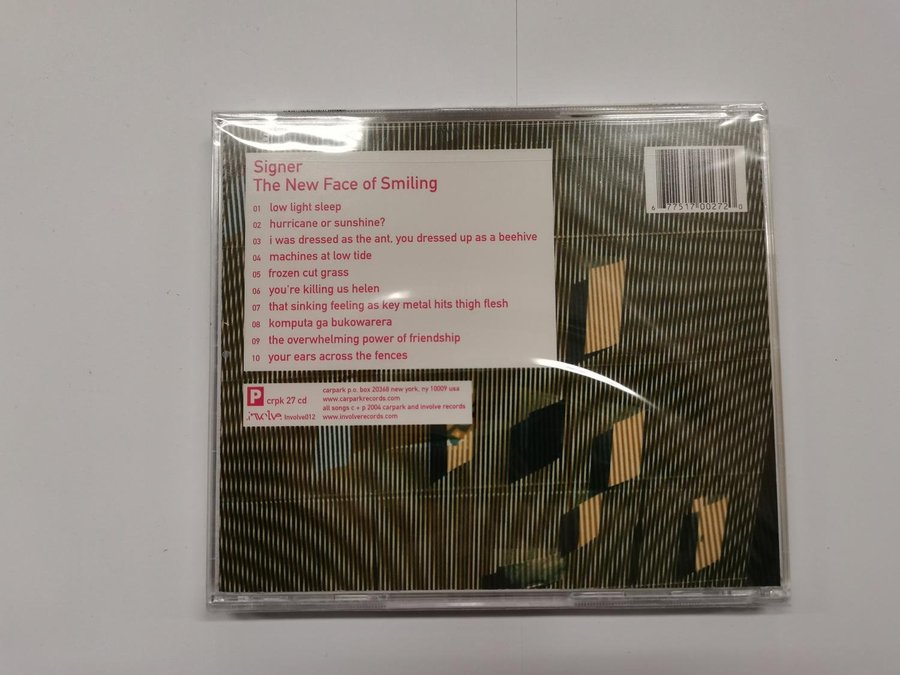 Signer
The New Face of Smiling
01 low light sleep
02 hurricane or sunshine?
03 i was dressed as the ant, you dressed up as a beehive
04 machines at low tide
05 frozen cut grass
06 you're killing us helen
07 that sinking feeling as key metal hits thigh flesh
08 komputa ga bukowarera
09 the overwhelming power of friendship
10 your ears across the fences
6 77517 00272 0
P crpk 27 cd
involve Involve012
carpark p.o. box 20368 new york, ny 10009 usa
www.carparkrecords.com
all songs c + p 2004 carpark and involve records
www.involverecords.com